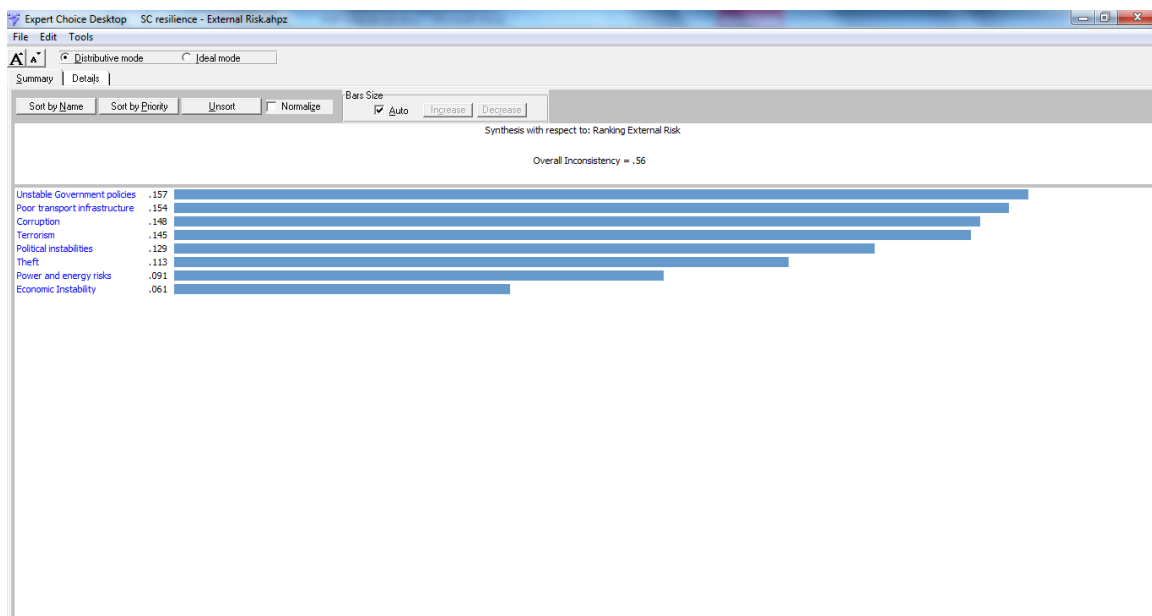 Expert Choice Desktop SC resilience - External Risk.ahpz
File Edit Tools
A A Distributive mode Ideal mode
Summary Details
Sort by Name Sort by Priority Unsort Normalize Bars Size Auto Increase Decrease
Synthesis with respect to: Ranking External Risk
Overall Inconsistency = .56
Unstable Government policies .157
Poor transport infrastructure .154
Corruption .148
Terrorism .145
Political instabilities .129
Theft .113
Power and energy risks .091
Economic Instability .061